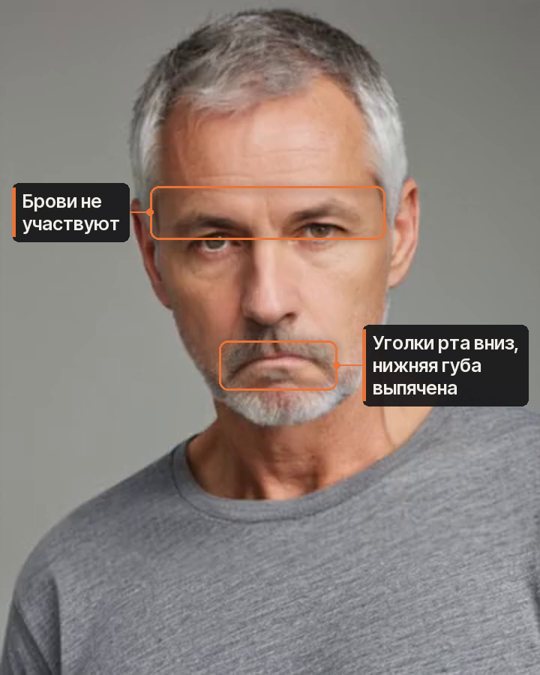 Брови не
участвуют
Уголки рта вниз,
нижняя губа
выпячена